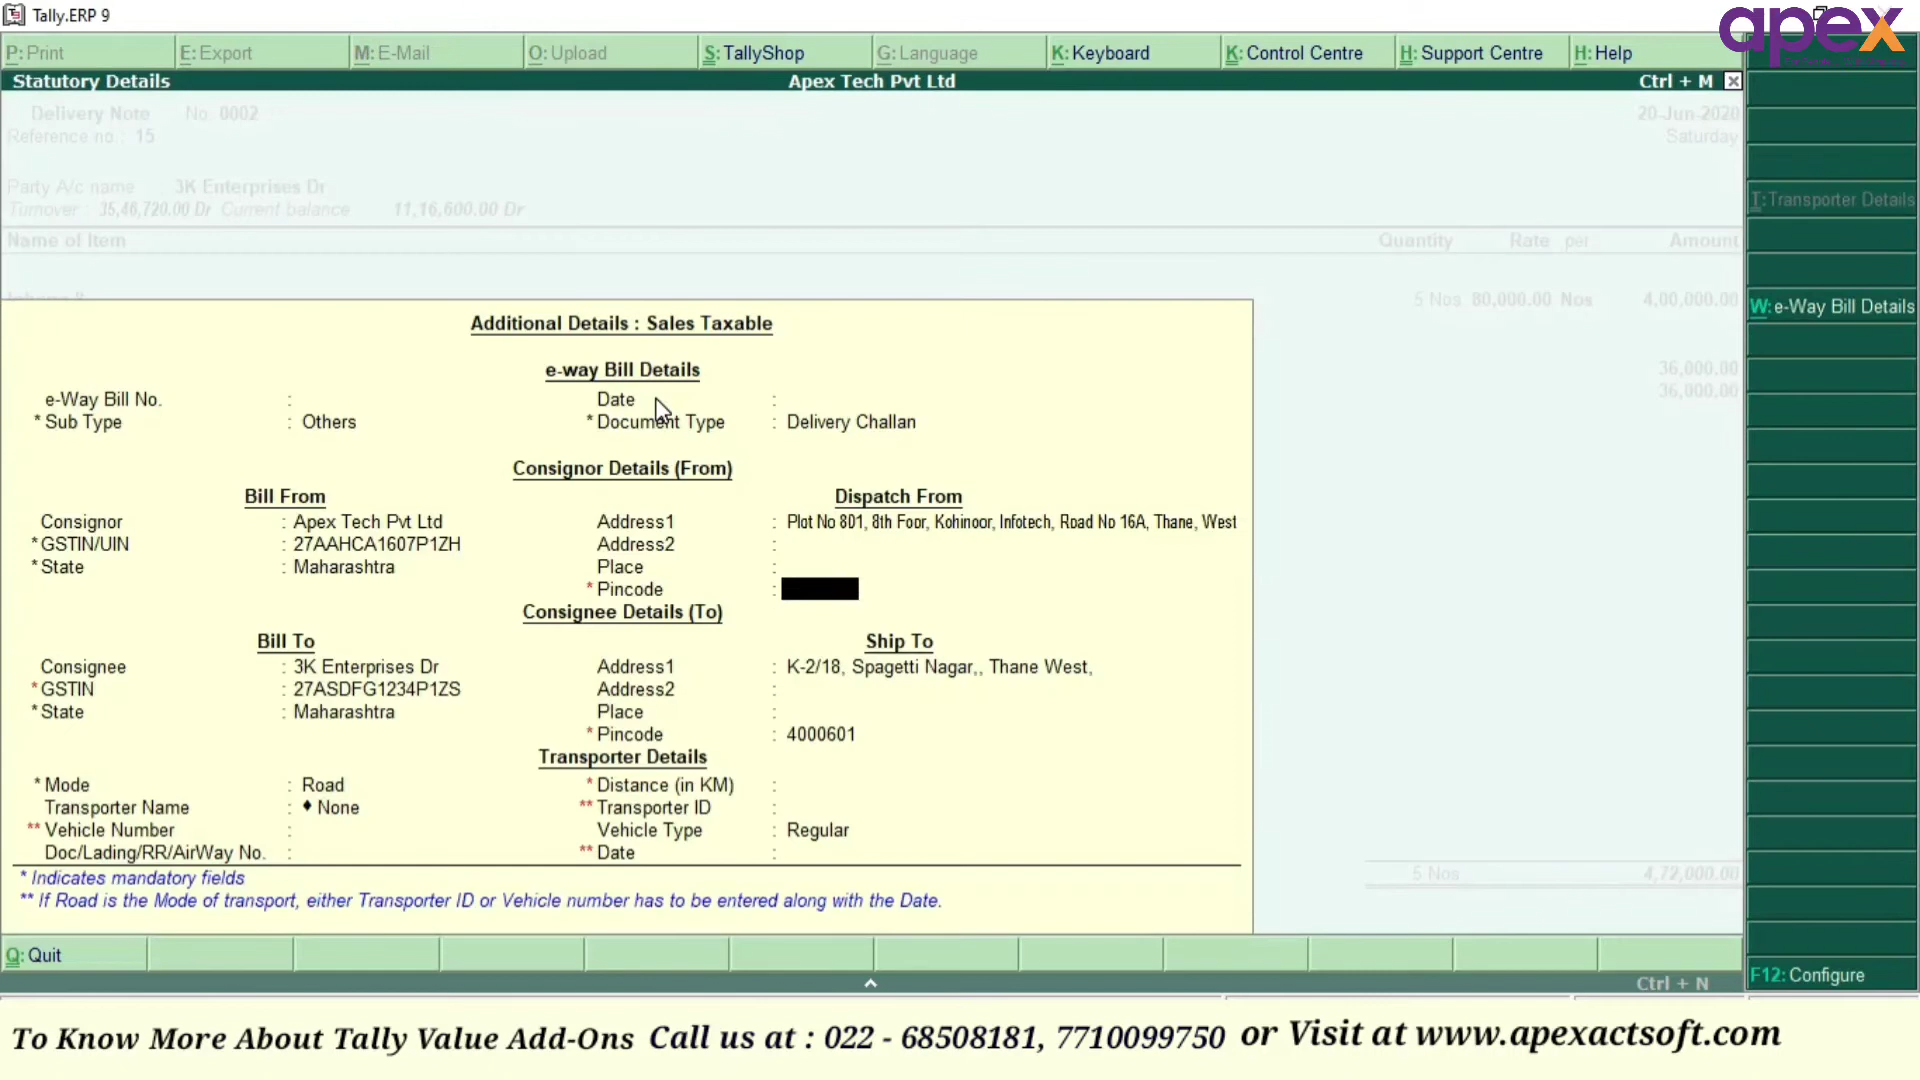 Tally.ERP 9
apex
P: Print E: Export M: E-Mail O: Upload S: TallyShop G: Language K: Keyboard K: Control Centre H: Support Centre H: Help
Statutory Details Apex Tech Pvt Ltd Ctrl + M
Delivery Note No. 0002 20-Jun-2020
Reference no. : 15 Saturday
Party A/c name 3K Enterprises Dr
T: Transporter Details
Turnover : 35,46,720.00 Dr Current balance 11,16,600.00 Dr
Name of Item Quantity Rate per Amount
5 Nos 80,000.00 Nos 4,00,000.00
W: e-Way Bill Details
Additional Details : Sales Taxable
e-way Bill Details
36,000.00
36,000.00
e-Way Bill No. : Date :
* Sub Type : Others * Document Type : Delivery Challan
Consignor Details (From)
Bill From Dispatch From
Consignor : Apex Tech Pvt Ltd Address1 : Plot No 801, 8th Foor, Kohinoor, Infotech, Road No 16A, Thane, West
* GSTIN/UIN : 27AAHCA1607P1ZH Address2 :
* State : Maharashtra Place :
* Pincode :
Consignee Details (To)
Bill To Ship To
Consignee : 3K Enterprises Dr Address1 : K-2/18, Spagetti Nagar,, Thane West,
* GSTIN : 27ASDFG1234P1ZS Address2 :
* State : Maharashtra Place :
* Pincode : 4000601
Transporter Details
* Mode : Road * Distance (in KM) :
Transporter Name : ♦ None ** Transporter ID :
** Vehicle Number : Vehicle Type : Regular
Doc/Lading/RR/AirWay No. : ** Date :
5 Nos 4,72,000.00
* Indicates mandatory fields
** If Road is the Mode of transport, either Transporter ID or Vehicle number has to be entered along with the Date.
Q: Quit
F12: Configure
Ctrl + N
To Know More About Tally Value Add-Ons Call us at : 022 - 68508181, 7710099750 or Visit at www.apexactsoft.com